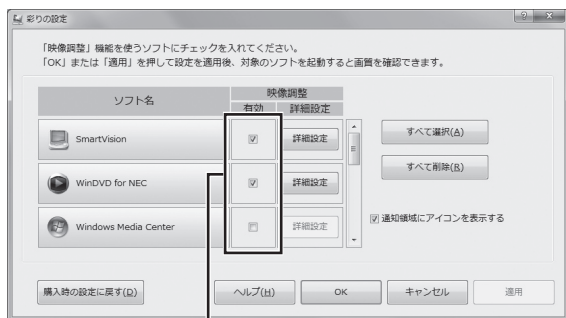 彩りの設定
「映像調整」機能を使うソフトにチェックを入れてください。
「OK」または「適用」を押して設定を適用後、対象のソフトを起動すると画質を確認できます。
ソフト名
映像調整
有効 詳細設定
SmartVision 詳細設定
WinDVD for NEC 詳細設定
Windows Media Center 詳細設定
すべて選択(A)
すべて削除(R)
通知領域にアイコンを表示する
購入時の設定に戻す(D) ヘルプ(H) OK キャンセル 適用